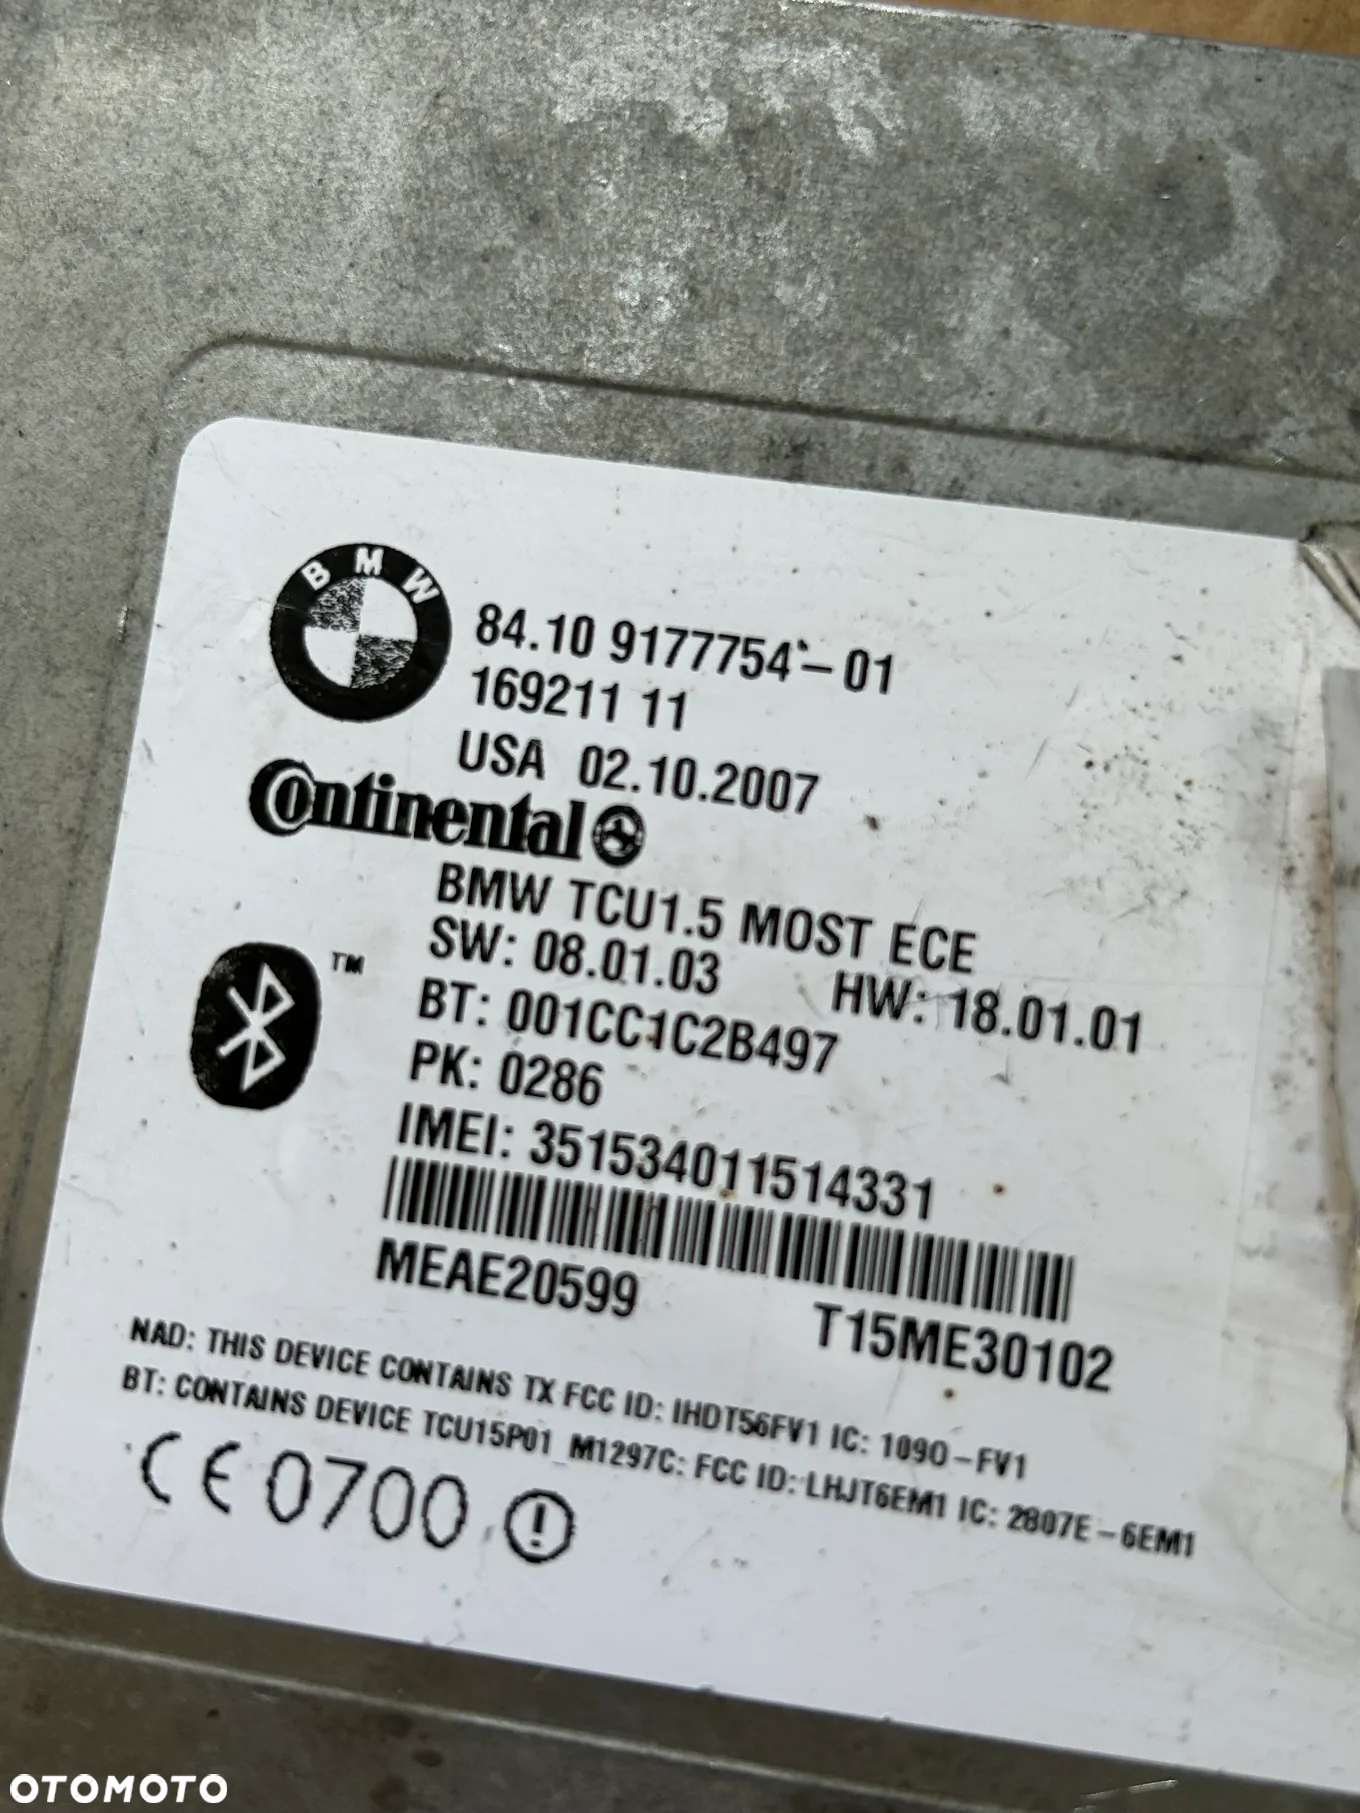 BMW
84.10 9177754-01
169211 11
USA 02.10.2007
Continental
BMW TCU1.5 MOST ECE
SW: 08.01.03 HW: 18.01.01
TM
BT: 001CC1C2B497
PK: 0286
IMEI: 351534011514331
MEAE20599 T15ME30102
NAD: THIS DEVICE CONTAINS TX FCC ID: IHDT56FV1 IC: 1090-FV1
BT: CONTAINS DEVICE TCU15P01_M1297C: FCC ID: LHJT6EM1 IC: 2807E-6EM1
CE 0700
OTOMOTO